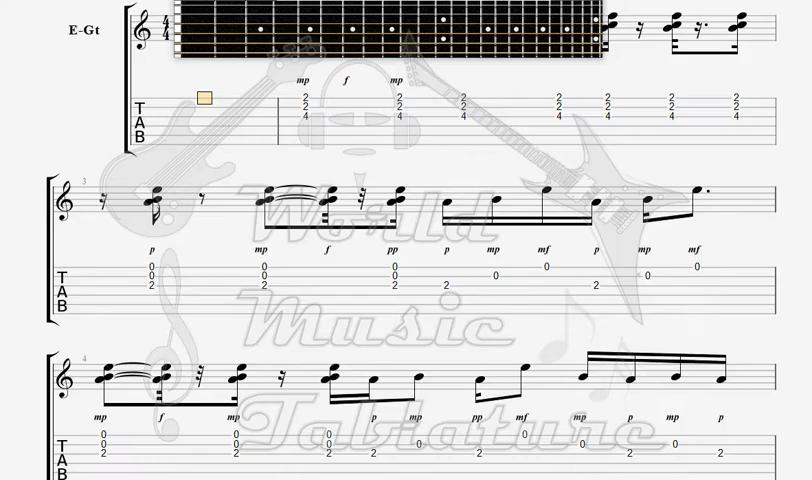 E-Gt
4
4
mp f mp
T 2 2 2 2 2 2 2
A 2 2 2 2 2 2 2
B 4 4 4 4 4 4 4
3
World
p mp f pp p mp mf p mp mf
T 0 0 0 0 0
A 0 0 0 0 0
B 2 2 2 2 2
Music
4
mp f mp p mp pp mf mp p mp p
Tablature
T 0 0 0 0
A 0 0 0 0 0 0
B 2 2 2 2 2 2 2